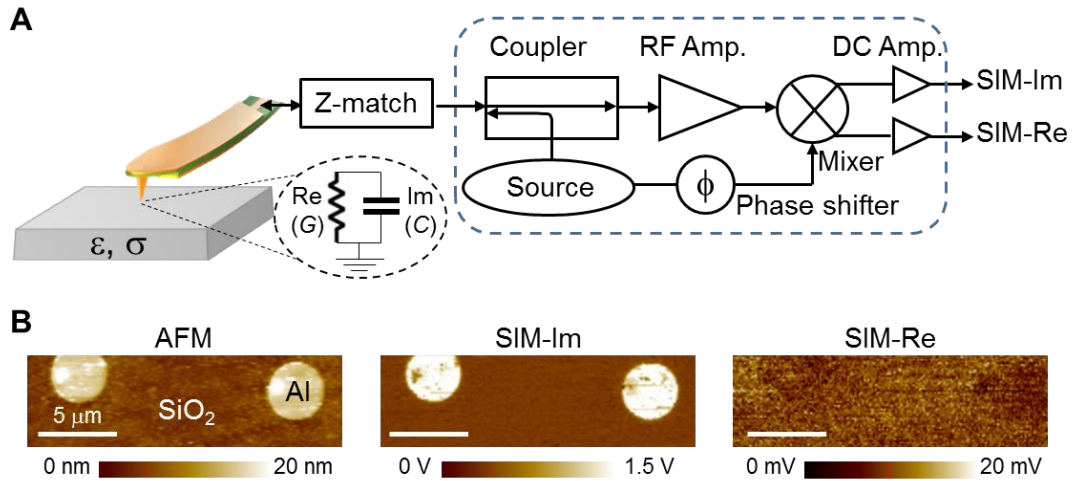 A
Coupler
RF Amp.
DC Amp.
Z-match
SIM-Im
SIM-Re
Mixer
Source
ϕ
Phase shifter
Re
(G)
Im
(C)
ε, σ
B
AFM
SIM-Im
SIM-Re
Al
SiO₂
5 μm
0 nm
20 nm
0 V
1.5 V
0 mV
20 mV